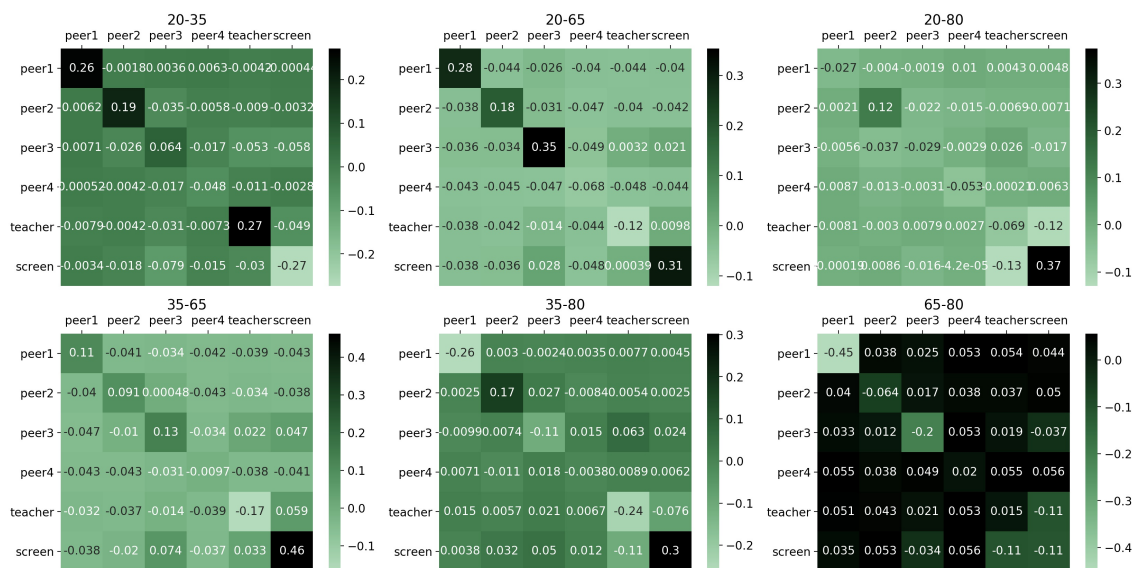 20-35
peer1 peer2 peer3 peer4 teacher screen
peer1 0.26 -0.0018 0.0036 0.0063 -0.0042 -0.00044
peer2 0.0062 0.19 -0.035 -0.0058 -0.009 -0.0032
peer3 0.0071 -0.026 0.064 -0.017 -0.053 -0.058
peer4 0.00052 0.0042 -0.017 -0.048 -0.011 -0.0028
teacher -0.0079 0.0042 -0.031 -0.0073 0.27 -0.049
screen -0.0034 -0.018 -0.079 -0.015 -0.03 -0.27
0.2
0.1
0.0
−0.1
−0.2
20-65
peer1 peer2 peer3 peer4 teacher screen
peer1 0.28 -0.044 -0.026 -0.04 -0.044 -0.04
peer2 -0.038 0.18 -0.031 -0.047 -0.04 -0.042
peer3 -0.036 -0.034 0.35 -0.049 0.0032 0.021
peer4 -0.043 -0.045 -0.047 -0.068 -0.048 -0.044
teacher -0.038 -0.042 -0.014 -0.044 -0.12 0.0098
screen -0.038 -0.036 0.028 -0.048 0.00039 0.31
0.3
0.2
0.1
0.0
−0.1
20-80
peer1 peer2 peer3 peer4 teacher screen
peer1 -0.027 -0.004 -0.0019 0.01 0.0043 0.0048
peer2 -0.0021 0.12 -0.022 -0.015 -0.0069 0.0071
peer3 -0.0056 -0.037 -0.029 -0.0029 0.026 -0.017
peer4 0.0087 -0.013 -0.0031 -0.053 0.00021 0.0063
teacher 0.0081 -0.003 0.0079 0.0027 -0.069 -0.12
screen 0.00019 0.0086 -0.016 -4.2e-05 -0.13 0.37
0.3
0.2
0.1
0.0
−0.1
35-65
peer1 peer2 peer3 peer4 teacher screen
peer1 0.11 -0.041 -0.034 -0.042 -0.039 -0.043
peer2 -0.04 0.091 0.00048 -0.043 -0.034 -0.038
peer3 -0.047 -0.01 0.13 -0.034 0.022 0.047
peer4 -0.043 -0.043 -0.031 -0.0097 -0.038 -0.041
teacher -0.032 -0.037 -0.014 -0.039 -0.17 0.059
screen -0.038 -0.02 0.074 -0.037 0.033 0.46
0.4
0.3
0.2
0.1
0.0
−0.1
35-80
peer1 peer2 peer3 peer4 teacher screen
peer1 -0.26 0.003 -0.0024 0.0035 0.0077 0.0045
peer2 0.0025 0.17 0.027 -0.0084 0.0054 0.0025
peer3 -0.0099 0.0074 -0.11 0.015 0.063 0.024
peer4 0.0071 -0.011 0.018 -0.0038 0.0089 0.0062
teacher 0.015 0.0057 0.021 0.0067 -0.24 -0.076
screen 0.0038 0.032 0.05 0.012 -0.11 0.3
0.3
0.2
0.1
0.0
−0.1
−0.2
65-80
peer1 peer2 peer3 peer4 teacher screen
peer1 -0.45 0.038 0.025 0.053 0.054 0.044
peer2 0.04 -0.064 0.017 0.038 0.037 0.05
peer3 0.033 0.012 -0.2 0.053 0.019 -0.037
peer4 0.055 0.038 0.049 0.02 0.055 0.056
teacher 0.051 0.043 0.021 0.053 0.015 -0.11
screen 0.035 0.053 -0.034 0.056 -0.11 -0.11
0.0
−0.1
−0.2
−0.3
−0.4